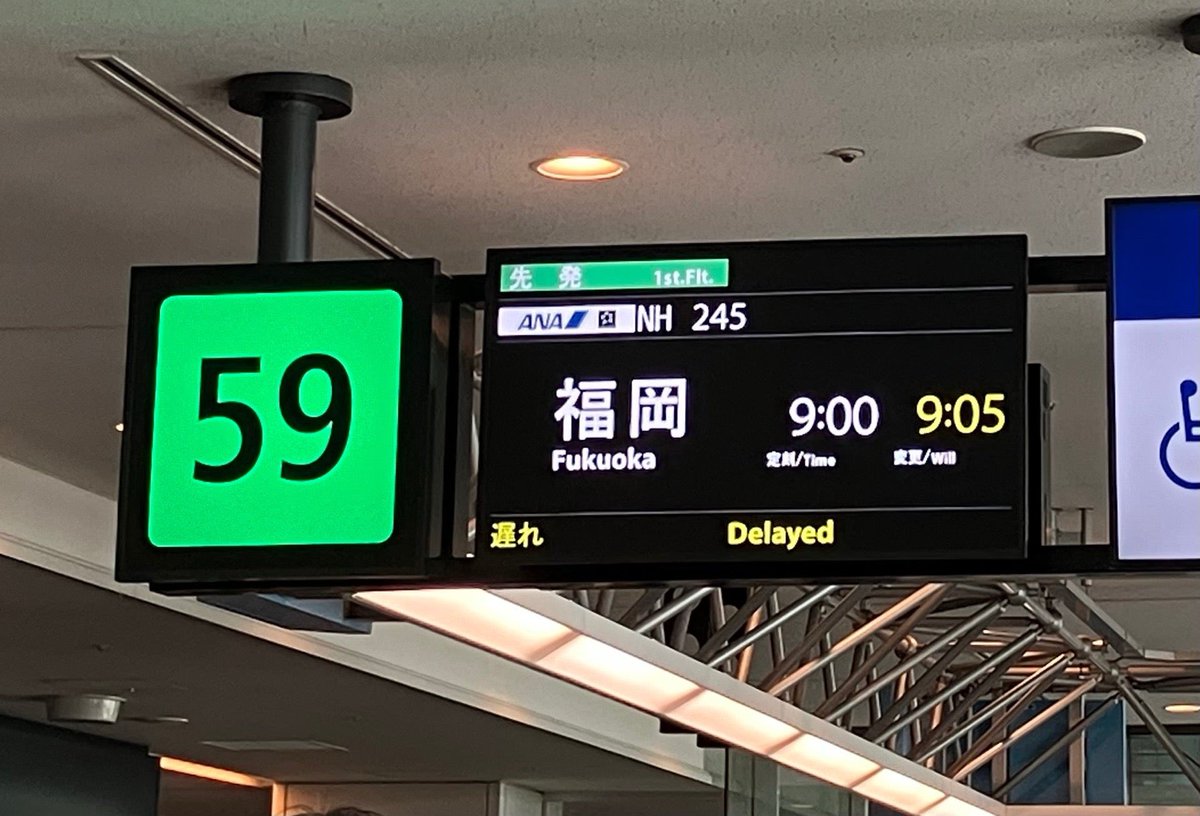 59
先 発 1st.Flt.
ANA NH 245
福岡 9:00 9:05
Fukuoka 定刻/Time 変更/Will
遅れ Delayed